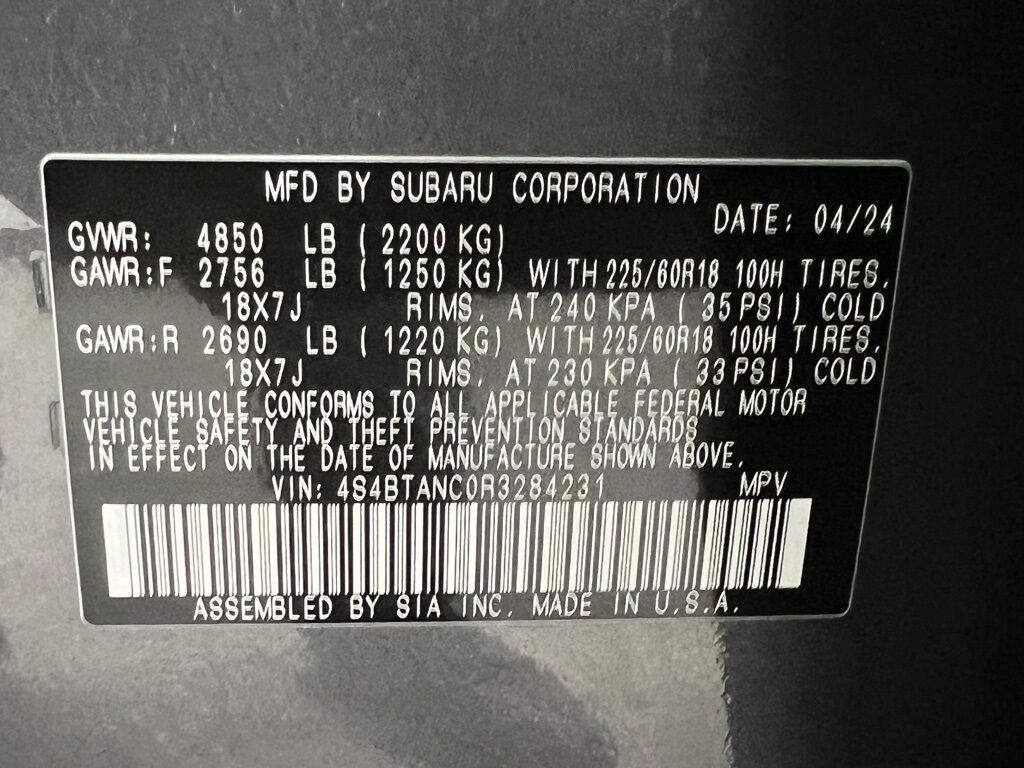 MFD BY SUBARU CORPORATION
DATE: 04/24
GVWR: 4850 LB ( 2200 KG)
GAWR:F 2756 LB ( 1250 KG) WITH 225/60R18 100H TIRES,
18X7J RIMS, AT 240 KPA ( 35 PSI) COLD
GAWR:R 2690 LB ( 1220 KG) WITH 225/60R18 100H TIRES,
18X7J RIMS, AT 230 KPA ( 33 PSI) COLD
THIS VEHICLE CONFORMS TO ALL APPLICABLE FEDERAL MOTOR
VEHICLE SAFETY AND THEFT PREVENTION STANDARDS
IN EFFECT ON THE DATE OF MANUFACTURE SHOWN ABOVE.
VIN: 4S4BTANC0R3284231 MPV
ASSEMBLED BY SIA INC. MADE IN U.S.A.